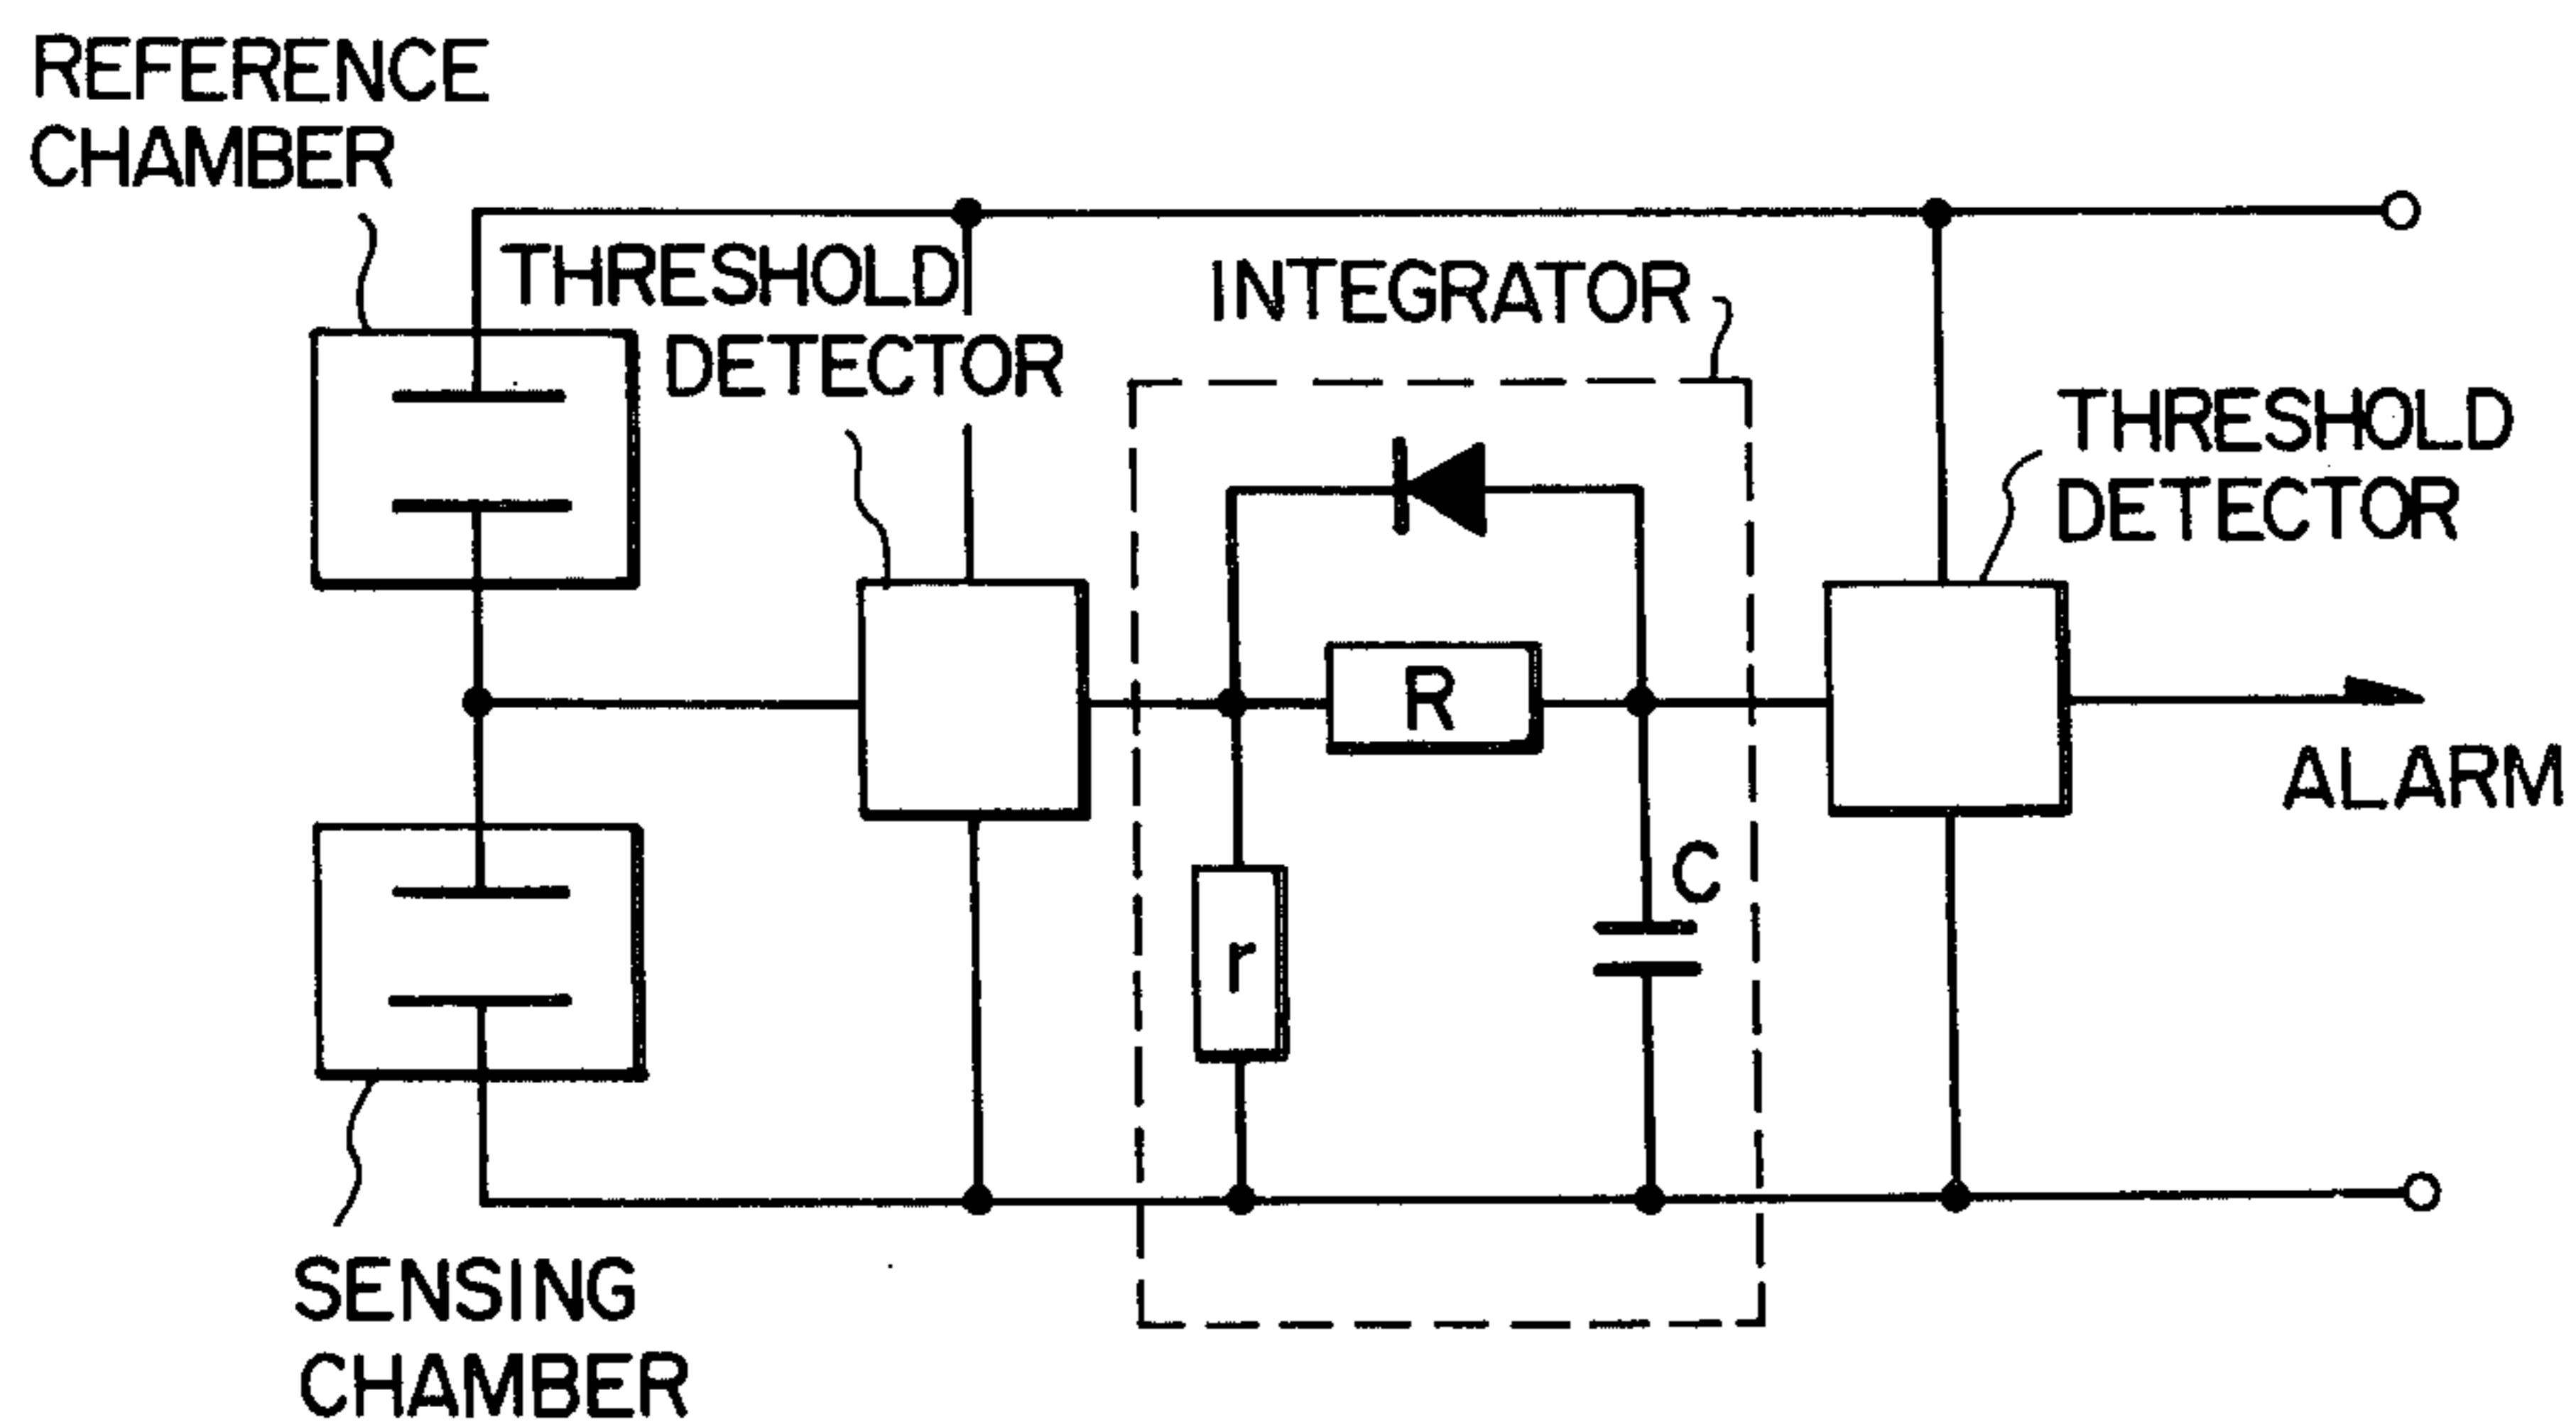 REFERENCE
CHAMBER
THRESHOLD
DETECTOR
INTEGRATOR
THRESHOLD
DETECTOR
R
ALARM
C
r
SENSING
CHAMBER